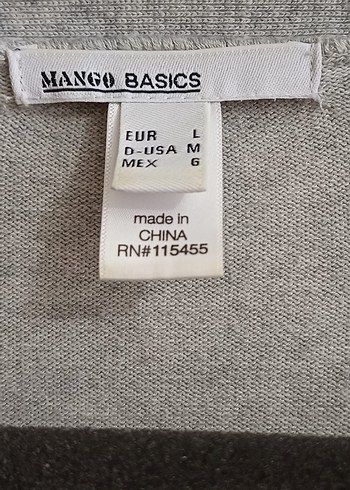 MANGO BASICS
EUR L
D-USA M
MEX G
made in
CHINA
RN#115455